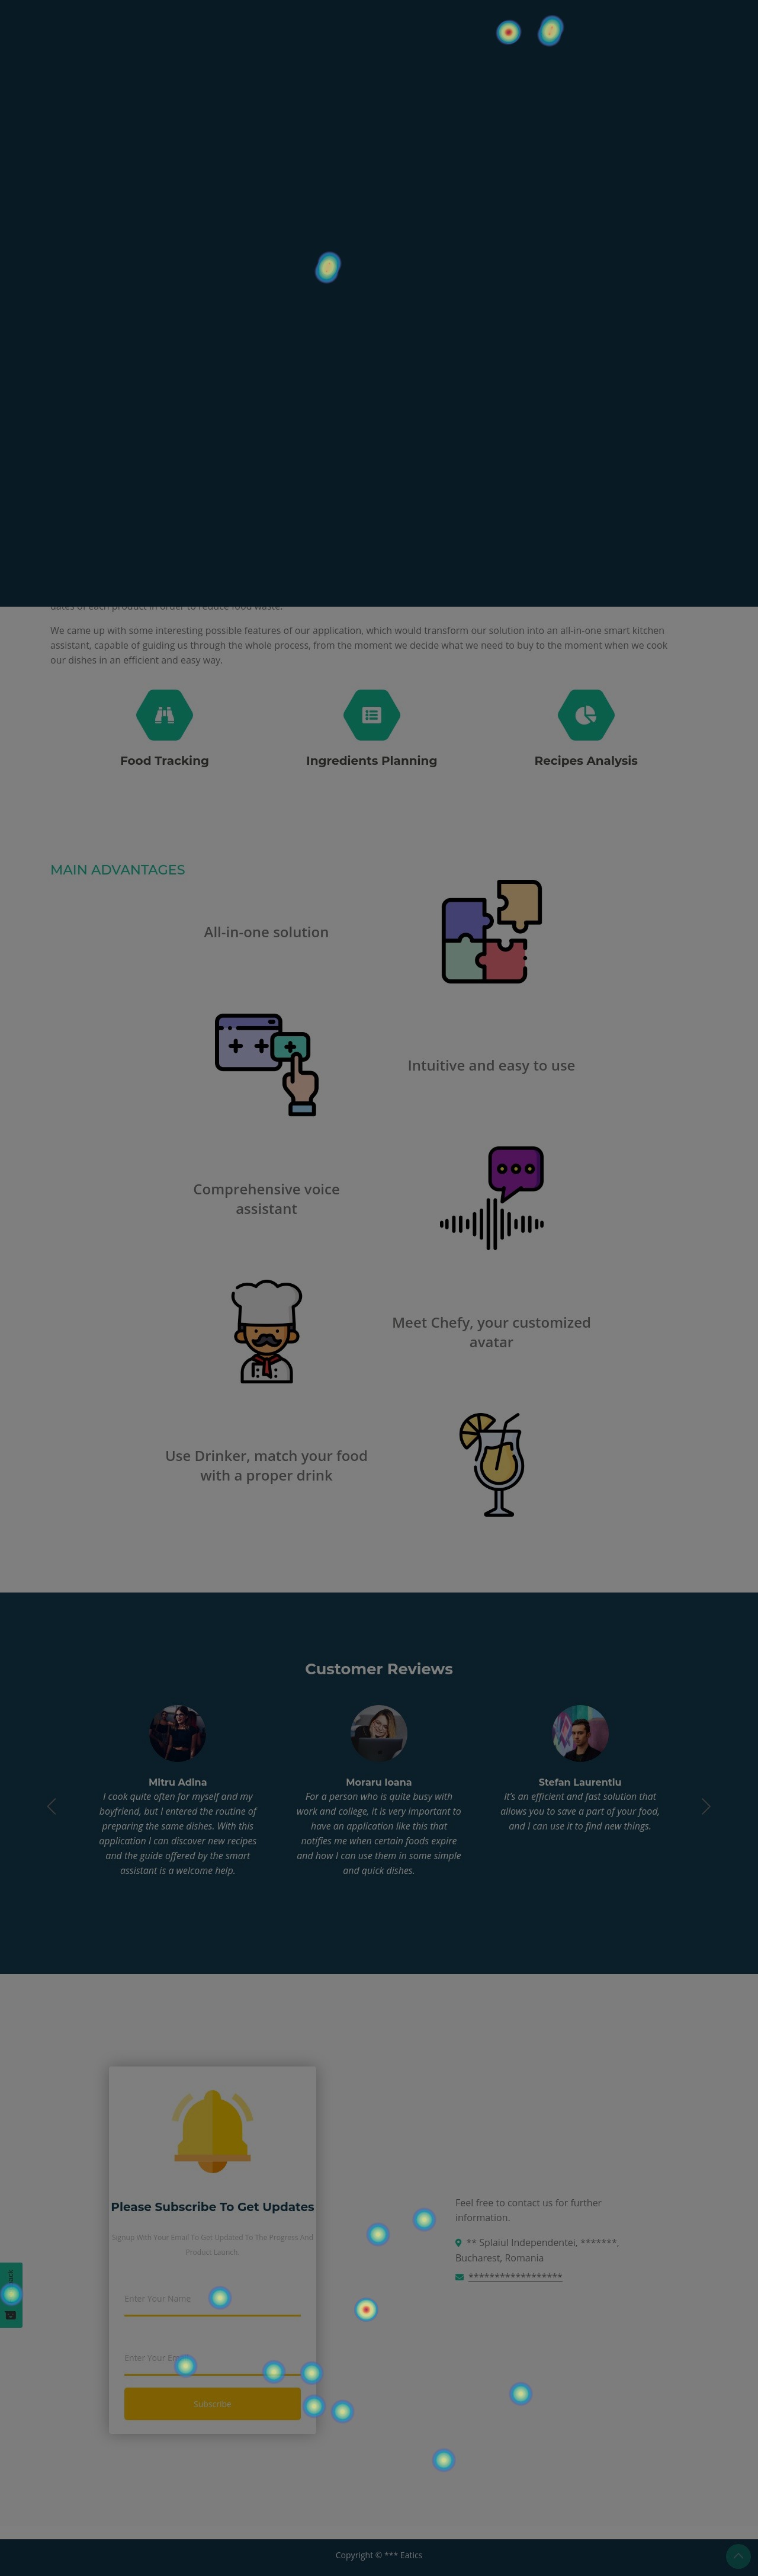 dates of each product in order to reduce food waste.
We came up with some interesting possible features of our application, which would transform our solution into an all-in-one smart kitchen
assistant, capable of guiding us through the whole process, from the moment we decide what we need to buy to the moment when we cook
our dishes in an efficient and easy way.
Food Tracking
Ingredients Planning
Recipes Analysis
MAIN ADVANTAGES
All-in-one solution
Intuitive and easy to use
Comprehensive voice
assistant
Meet Chefy, your customized
avatar
Use Drinker, match your food
with a proper drink
Customer Reviews
Mitru Adina
I cook quite often for myself and my
boyfriend, but I entered the routine of
preparing the same dishes. With this
application I can discover new recipes
and the guide offered by the smart
assistant is a welcome help.
Moraru Ioana
For a person who is quite busy with
work and college, it is very important to
have an application like this that
notifies me when certain foods expire
and how I can use them in some simple
and quick dishes.
Stefan Laurentiu
It's an efficient and fast solution that
allows you to save a part of your food,
and I can use it to find new things.
Please Subscribe To Get Updates
Signup With Your Email To Get Updated To The Progress And
Product Launch.
Enter Your Name
Enter Your
Subscribe
Feel free to contact us for further
information.
** Splaiul Independentei, *******,
Bucharest, Romania
******************
Copyright © *** Eatics